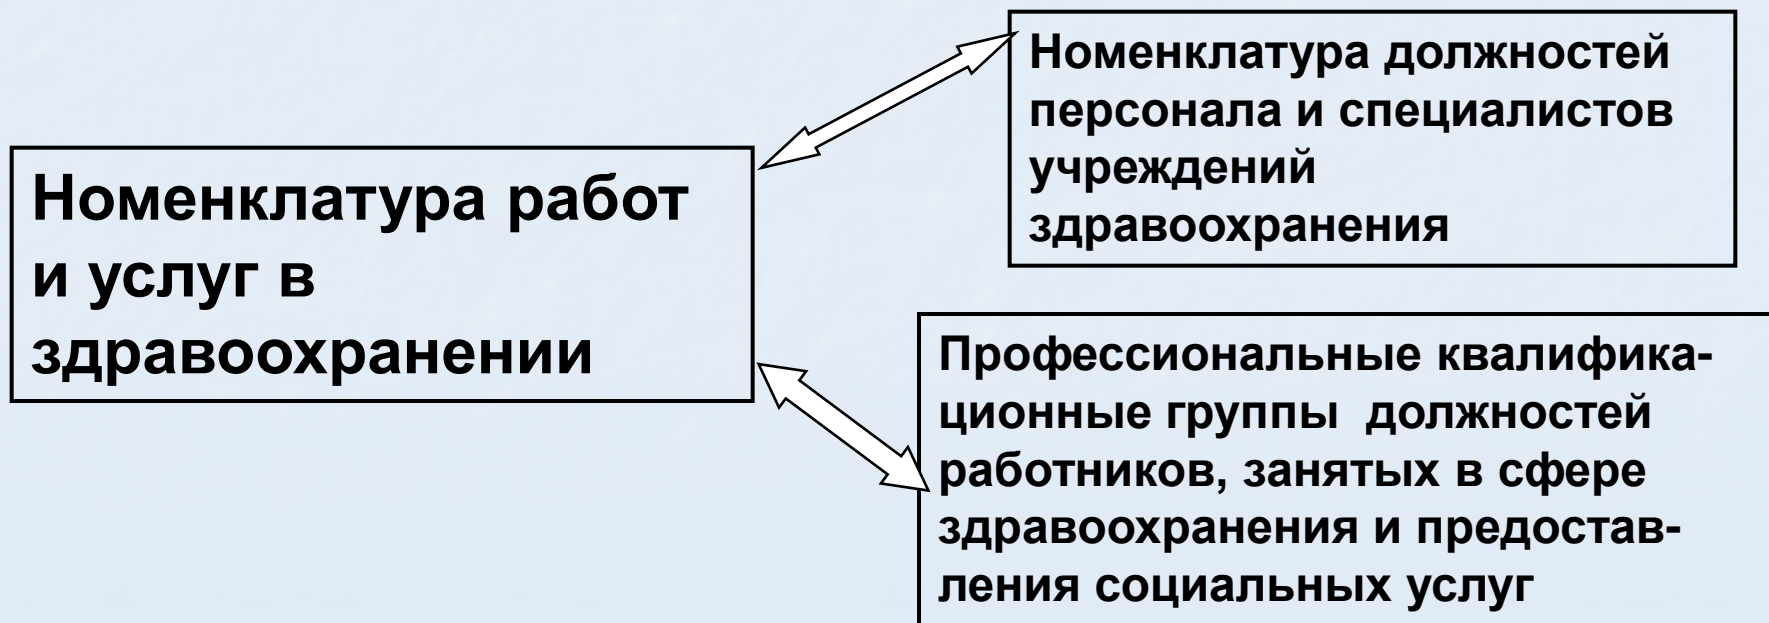 Номенклатура работ
и услуг в
здравоохранении
Номенклатура должностей
персонала и специалистов
учреждений
здравоохранения
Профессиональные квалифика-
ционные группы должностей
работников, занятых в сфере
здравоохранения и предостав-
ления социальных услуг